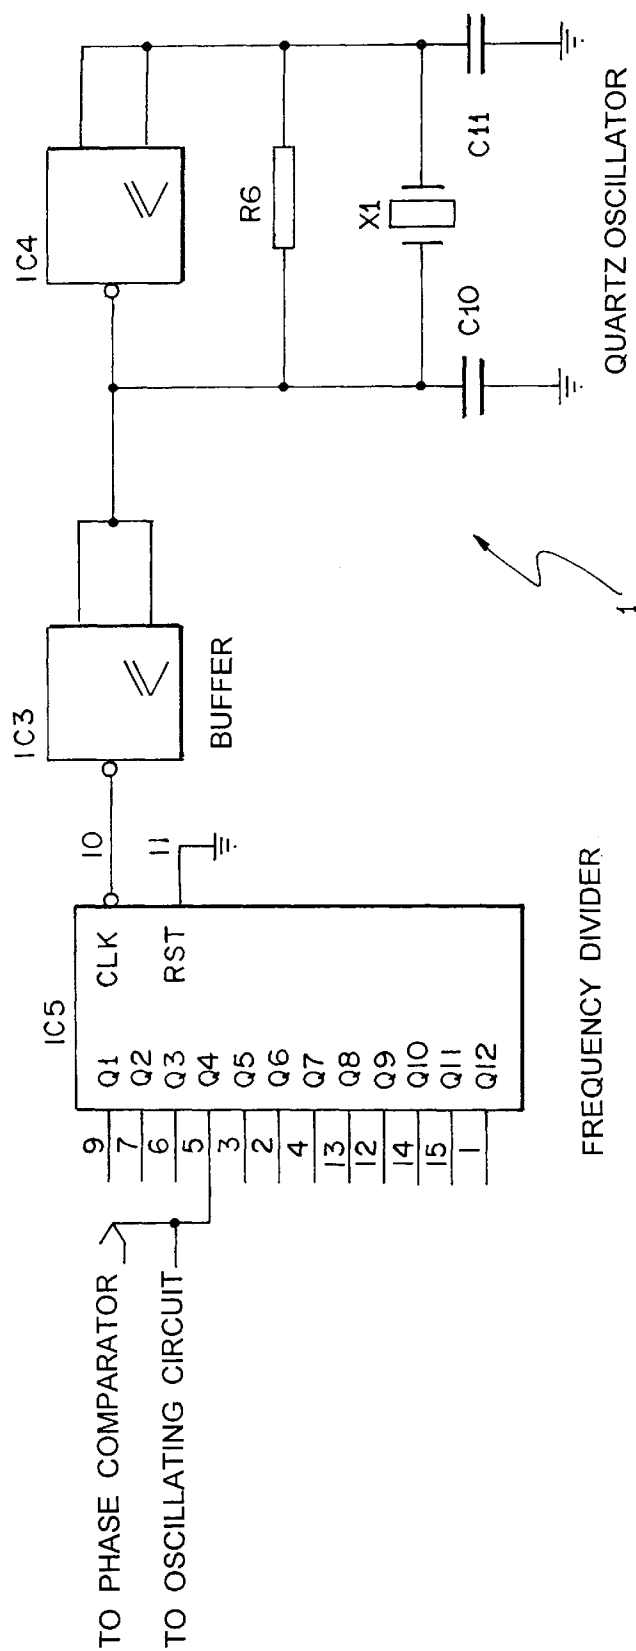 TO PHASE COMPARATOR
TO OSCILLATING CIRCUIT
IC5
9 Q1 CLK 10
7 Q2
6 Q3 RST 11
5 Q4
3 Q5
2 Q6
4 Q7
13 Q8
12 Q9
14 Q10
15 Q11
1 Q12
FREQUENCY DIVIDER
IC3
BUFFER
IC4
R6
X1
C10
C11
QUARTZ OSCILLATOR
1